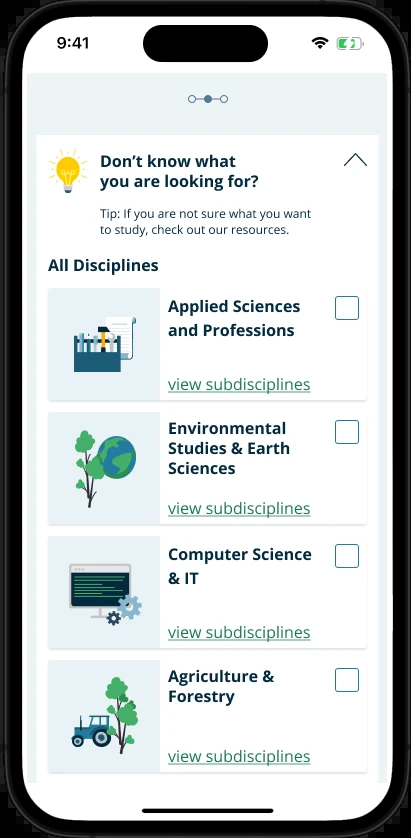 9:41
Don’t know what
you are looking for?
Tip: If you are not sure what you want
to study, check out our resources.
All Disciplines
Applied Sciences
and Professions
view subdisciplines
Environmental
Studies & Earth
Sciences
view subdisciplines
Computer Science
& IT
view subdisciplines
Agriculture &
Forestry
view subdisciplines